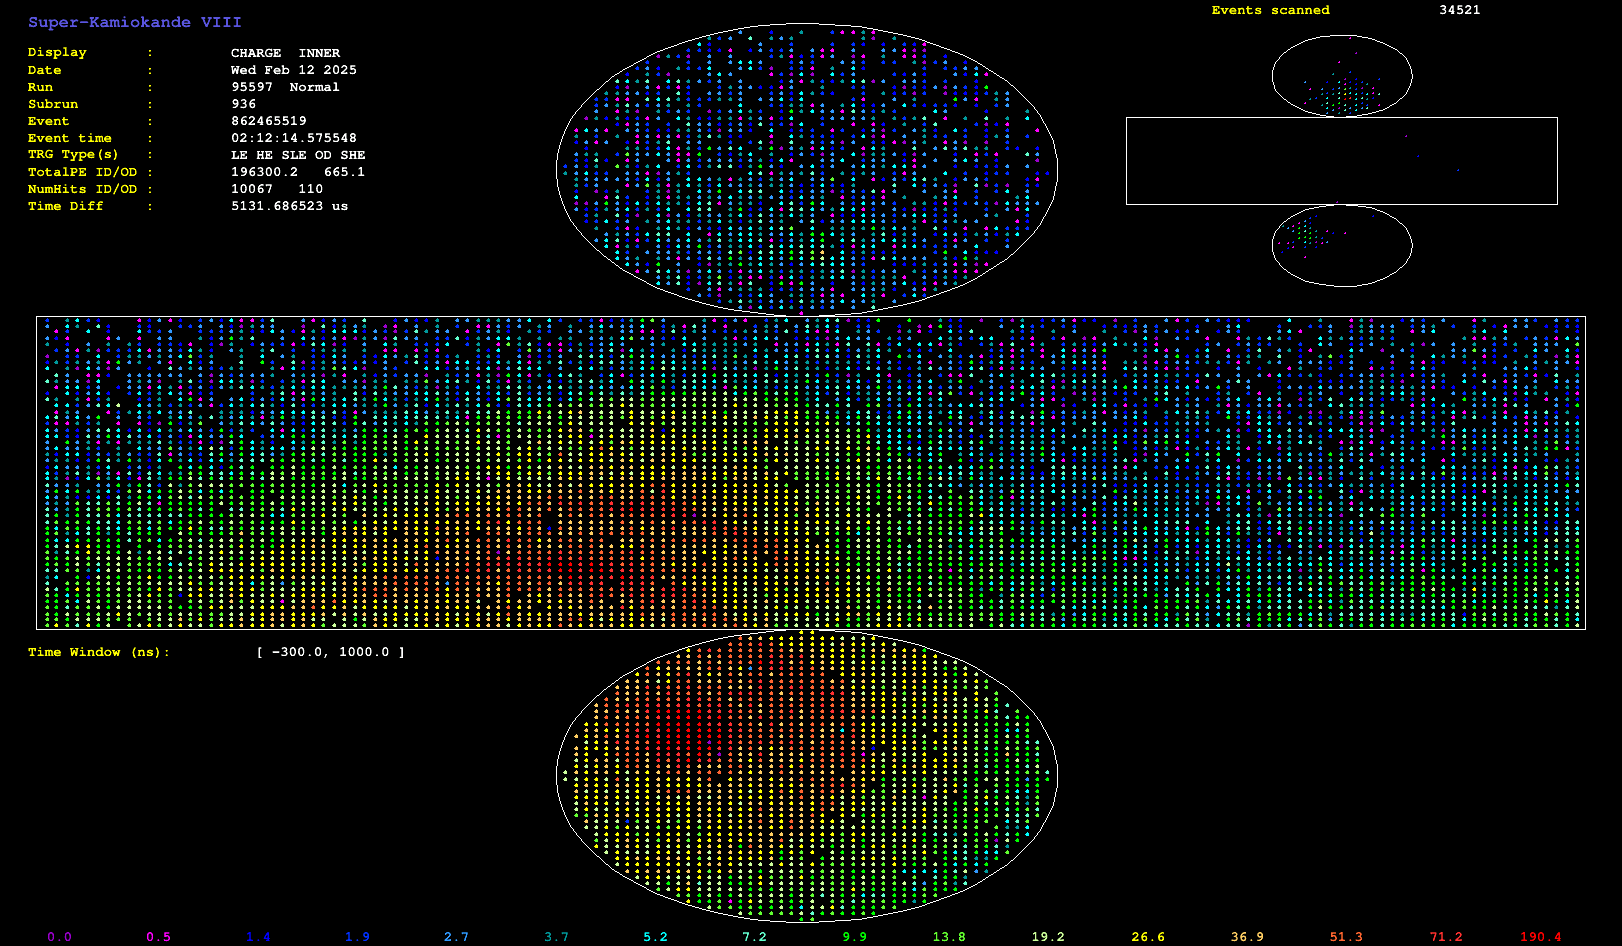 Super-Kamiokande VIII
Events scanned 34521
Display : CHARGE INNER
Date : Wed Feb 12 2025
Run : 95597 Normal
Subrun : 936
Event : 862465519
Event time : 02:12:14.575548
TRG Type(s) : LE HE SLE OD SHE
TotalPE ID/OD : 196300.2 665.1
NumHits ID/OD : 10067 110
Time Diff : 5131.686523 us
Time Window (ns): [ -300.0, 1000.0 ]
0.0 0.5 1.4 1.9 2.7 3.7 5.2 7.2 9.9 13.8 19.2 26.6 36.9 51.3 71.2 190.4